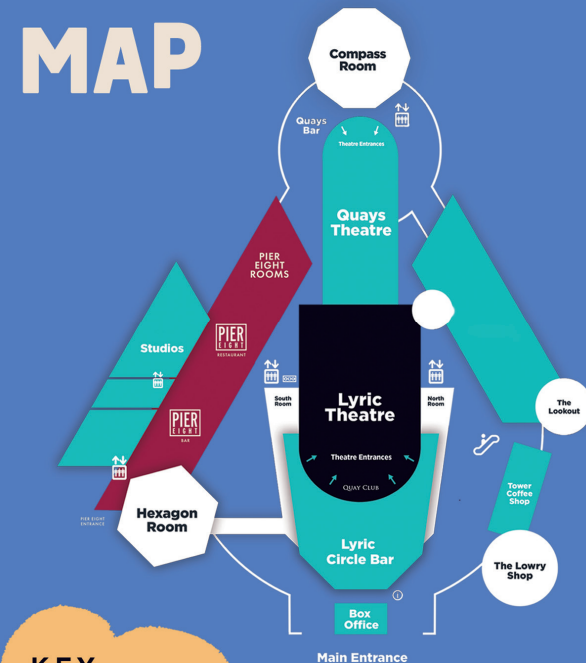 MAP
Compass
Room
Quays
Bar
Theatre Entrances
Quays
Theatre
PIER
EIGHT
ROOMS
PIER
EIGHT
RESTAURANT
Studios
PIER
EIGHT
BAR
South
Room
Lyric
Theatre
North
Room
The
Lookout
Theatre Entrances
QUAY CLUB
Tower
Coffee
Shop
PIER EIGHT
ENTRANCE
Hexagon
Room
Lyric
Circle Bar
The Lowry
Shop
Box
Office
Main Entrance
KEY